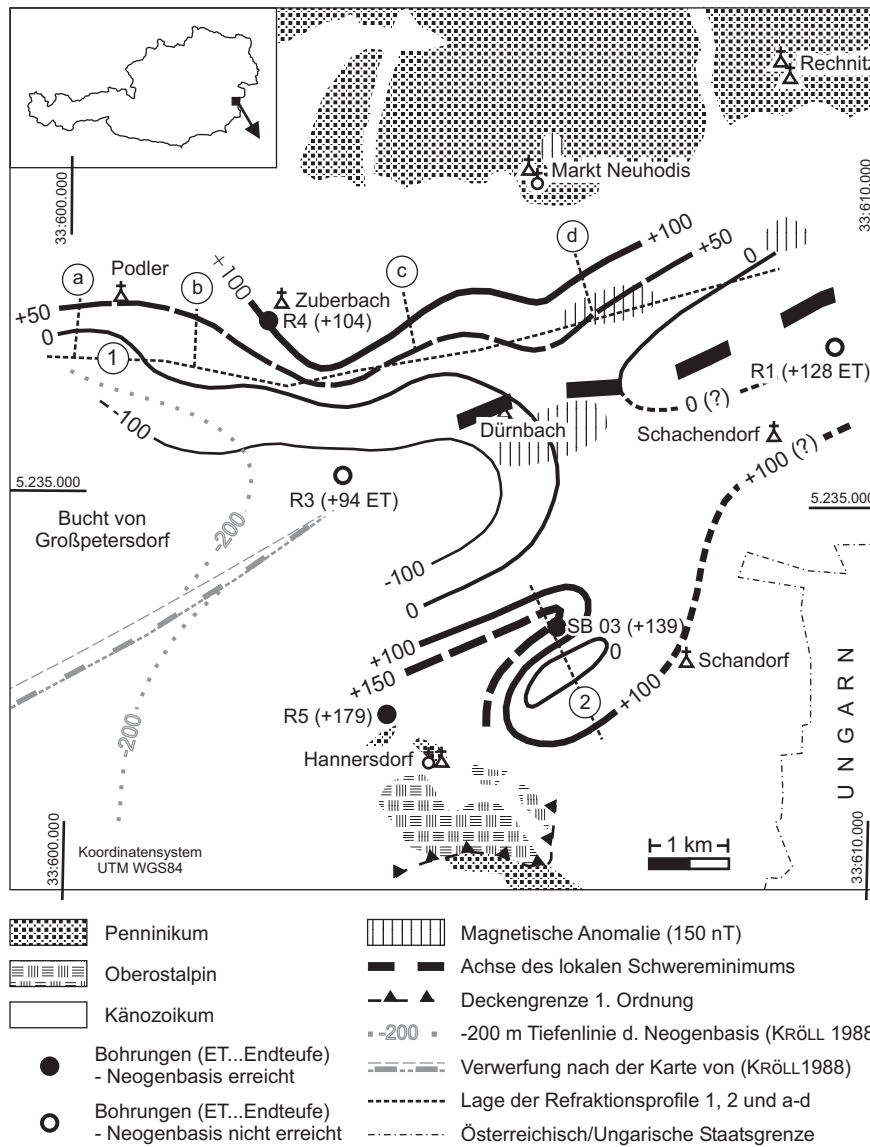 Rechnitz
Markt Neuhodis
33:600.000
33:610.000
a
Podler
b
+100
Zuberbach
R4 (+104)
c
d
+100
+50
0
+50
0
1
R1 (+128 ET)
-100
Dürnbach
0 (?)
Schachendorf
+100 (?)
5.235.000
5.235.000
R3 (+94 ET)
Bucht von
Großpetersdorf
-200
-100
0
SB 03 (+139)
0
+100
+150
Schandorf
+100
2
R5 (+179)
-200
Hannersdorf
UNGARN
33:600.000
33:610.000
Koordinatensystem
UTM WGS84
1 km
Penninikum
Oberostalpin
Känozoikum
Bohrungen (ET...Endteufe)
- Neogenbasis erreicht
Bohrungen (ET...Endteufe)
- Neogenbasis nicht erreicht
Magnetische Anomalie (150 nT)
Achse des lokalen Schwereminimums
Deckengrenze 1. Ordnung
-200 -200 m Tiefenlinie d. Neogenbasis (KRÖLL 1988
Verwerfung nach der Karte von (KRÖLL1988)
Lage der Refraktionsprofile 1, 2 und a-d
Österreichisch/Ungarische Staatsgrenze